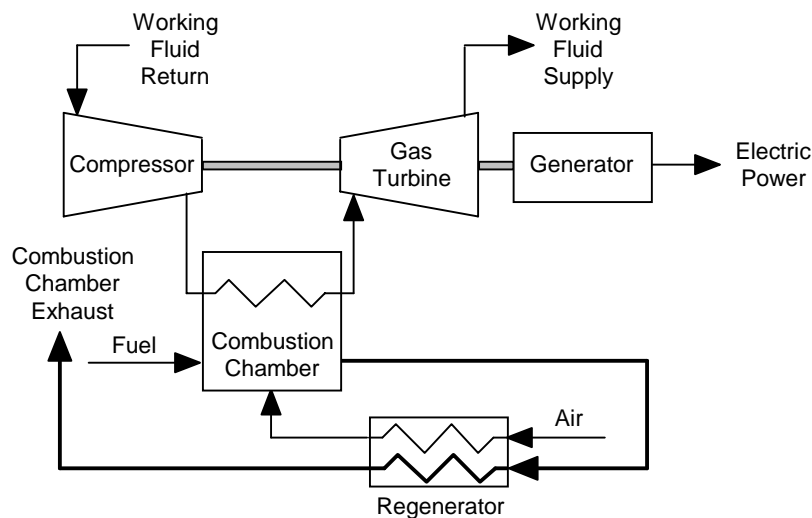 Working
Fluid
Return
Working
Fluid
Supply
Compressor
Gas
Turbine
Generator
Electric
Power
Combustion
Chamber
Exhaust
Fuel
Combustion
Chamber
Air
Regenerator